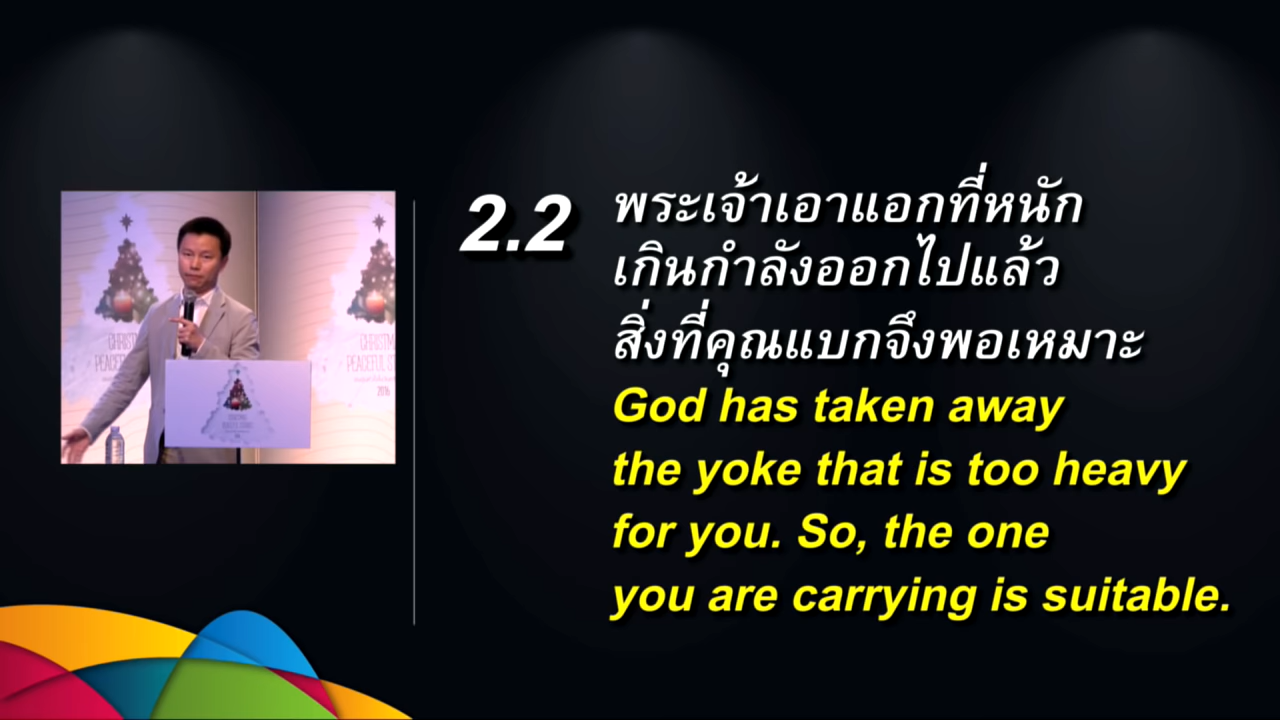 2.2
พระเจ้าเอาแอกที่หนัก
เกินกำลังออกไปแล้ว
สิ่งที่คุณแบกจึงพอเหมาะ
God has taken away
the yoke that is too heavy
for you. So, the one
you are carrying is suitable.